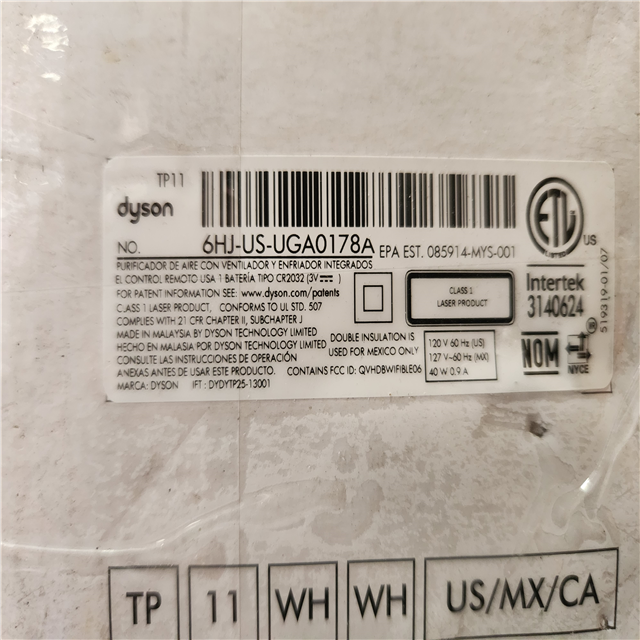 TP11
dyson
NO. 6HJ-US-UGA0178A EPA EST. 085914-MYS-001
PURIFICADOR DE AIRE CON VENTILADOR Y ENFRIADOR INTEGRADOS
EL CONTROL REMOTO USA 1 BATERÍA TIPO CR2032 (3V⎓)
FOR PATENT INFORMATION SEE: www.dyson.com/patents
CLASS 1 LASER PRODUCT, CONFORMS TO UL STD. 507
COMPLIES WITH 21 CFR CHAPTER II, SUBCHAPTER J
MADE IN MALAYSIA BY DYSON TECHNOLOGY LIMITED
HECHO EN MALASIA POR DYSON TECHNOLOGY LIMITED
CONSULTE LAS INSTRUCCIONES DE OPERACIÓN
ANEXAS ANTES DE USAR ESTE PRODUCTO.
MARCA: DYSON IFT : DYDYTP25-13001
DOUBLE INSULATION IS
USED FOR MEXICO ONLY
CONTAINS FCC ID: QVHDBWIFIBLE06
CLASS 1
LASER PRODUCT
120 V 60 Hz (US)
127 V~60 Hz (MX)
40 W 0.9 A
ETL
US
Intertek
3140624
NOM
NYCE
®
519319-01/07
TP 11 WH WH US/MX/CA